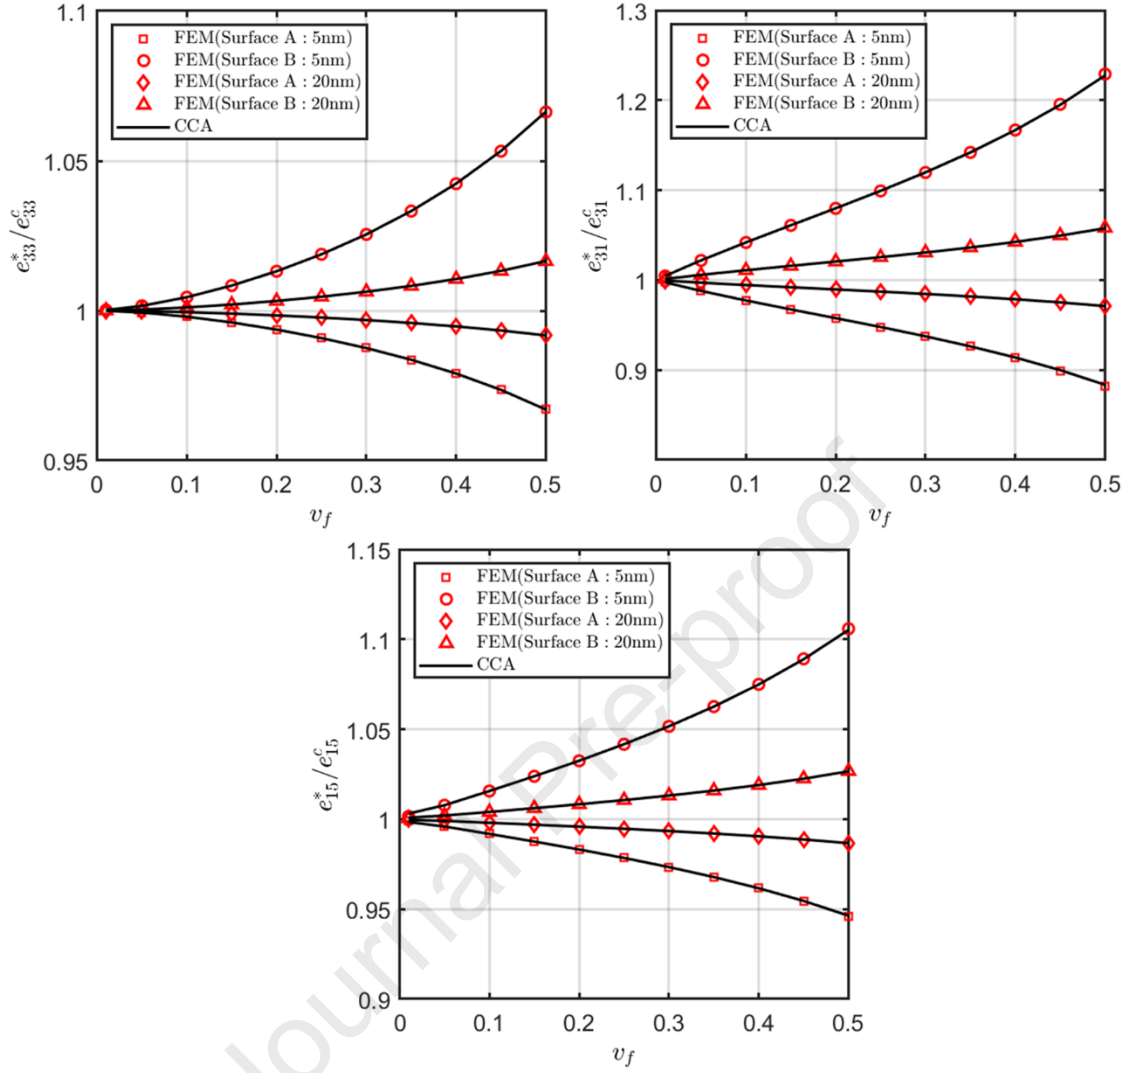 1.1
FEM(Surface A : 5nm)
FEM(Surface B : 5nm)
FEM(Surface A : 20nm)
FEM(Surface B : 20nm)
CCA
1.05
1
0.95
e*33/ec33
0 0.1 0.2 0.3 0.4 0.5
vf
1.3
FEM(Surface A : 5nm)
FEM(Surface B : 5nm)
FEM(Surface A : 20nm)
FEM(Surface B : 20nm)
CCA
1.2
1.1
1
0.9
e*31/ec31
0 0.1 0.2 0.3 0.4 0.5
vf
1.15
FEM(Surface A : 5nm)
FEM(Surface B : 5nm)
FEM(Surface A : 20nm)
FEM(Surface B : 20nm)
CCA
1.1
1.05
1
0.95
0.9
e*15/ec15
0 0.1 0.2 0.3 0.4 0.5
vf
Journal Pre-proof